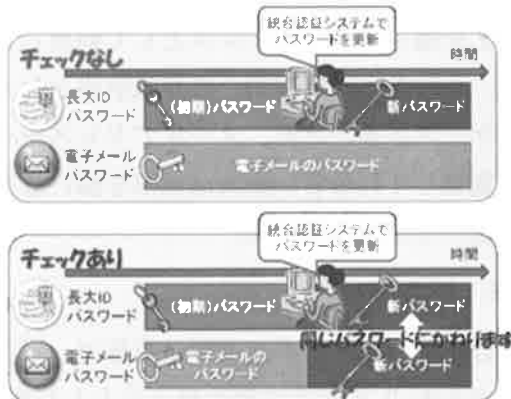 統合認証システムで
パスワードを更新
チェックなし
時間
長大ID
パスワード
(初期)パスワード
新パスワード
電子メール
パスワード
電子メールのパスワード
統合認証システムで
パスワードを更新
チェックあり
時間
長大ID
パスワード
(初期)パスワード
新パスワード
同じパスワードにかわります
電子メール
パスワード
電子メールの
パスワード
新パスワード